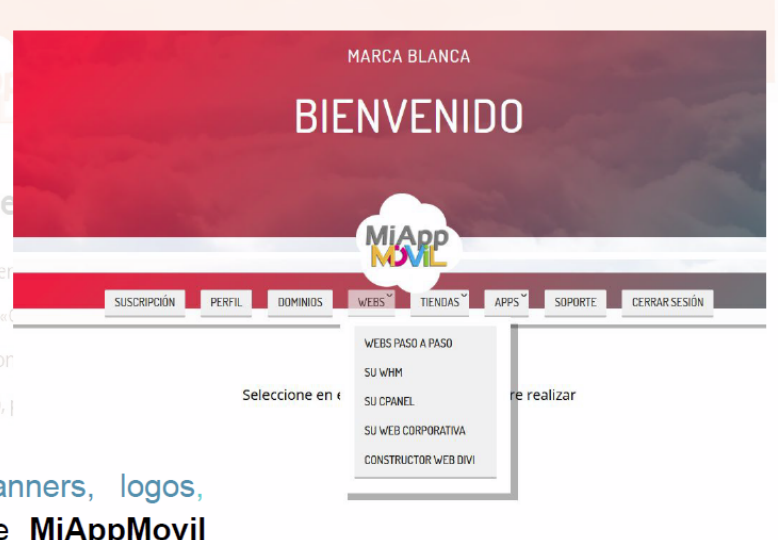 MARCA BLANCA
BIENVENIDO
MiApp
MOVIL
SUSCRIPCIÓN PERFIL DOMINIOS WEBS TIENDAS APPS SOPORTE CERRAR SESIÓN
WEBS PASO A PASO
SU WHM
Seleccione en re realizar
SU CPANEL
SU WEB CORPORATIVA
CONSTRUCTOR WEB DIVI
anners, logos,
e MiAppMovil